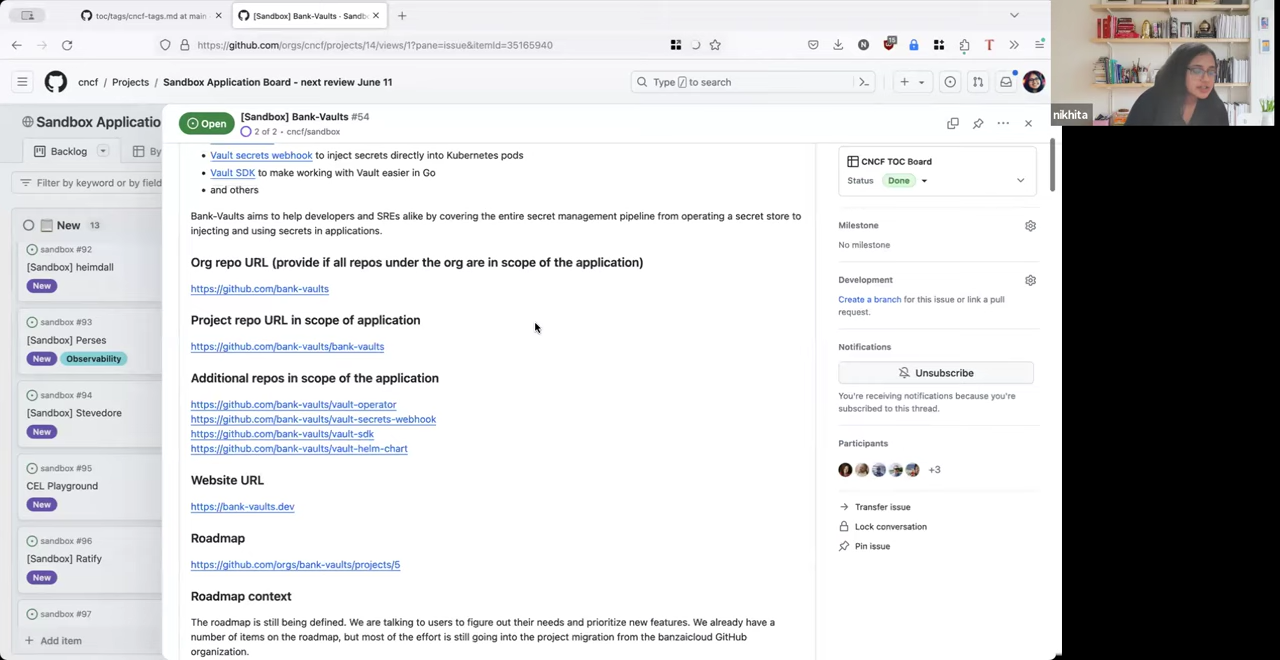 toc/tags/cncf-tags.md at main
[Sandbox] Bank-Vaults · Sandb
https://github.com/orgs/cncf/projects/14/views/1?pane=issue&itemId=35165940
15
cncf / Projects / Sandbox Application Board - next review June 11
Type / to search
nikhita
Sandbox Applicatio
Backlog
By
Filter by keyword or by field
New 13
sandbox #92
[Sandbox] heimdall
New
sandbox #93
[Sandbox] Perses
New Observability
sandbox #94
[Sandbox] Stevedore
New
sandbox #95
CEL Playground
New
sandbox #96
[Sandbox] Ratify
New
sandbox #97
+ Add item
Open
[Sandbox] Bank-Vaults #54
2 of 2 · cncf/sandbox
• Vault secrets webhook to inject secrets directly into Kubernetes pods
• Vault SDK to make working with Vault easier in Go
• and others
Bank-Vaults aims to help developers and SREs alike by covering the entire secret management pipeline from operating a secret store to
injecting and using secrets in applications.
Org repo URL (provide if all repos under the org are in scope of the application)
https://github.com/bank-vaults
Project repo URL in scope of application
https://github.com/bank-vaults/bank-vaults
Additional repos in scope of the application
https://github.com/bank-vaults/vault-operator
https://github.com/bank-vaults/vault-secrets-webhook
https://github.com/bank-vaults/vault-sdk
https://github.com/bank-vaults/vault-helm-chart
Website URL
https://bank-vaults.dev
Roadmap
https://github.com/orgs/bank-vaults/projects/5
Roadmap context
The roadmap is still being defined. We are talking to users to figure out their needs and prioritize new features. We already have a
number of items on the roadmap, but most of the effort is still going into the project migration from the banzaicloud GitHub
organization.
CNCF TOC Board
Status Done
Milestone
No milestone
Development
Create a branch for this issue or link a pull
request.
Notifications
Unsubscribe
You're receiving notifications because you're
subscribed to this thread.
Participants
+3
Transfer issue
Lock conversation
Pin issue